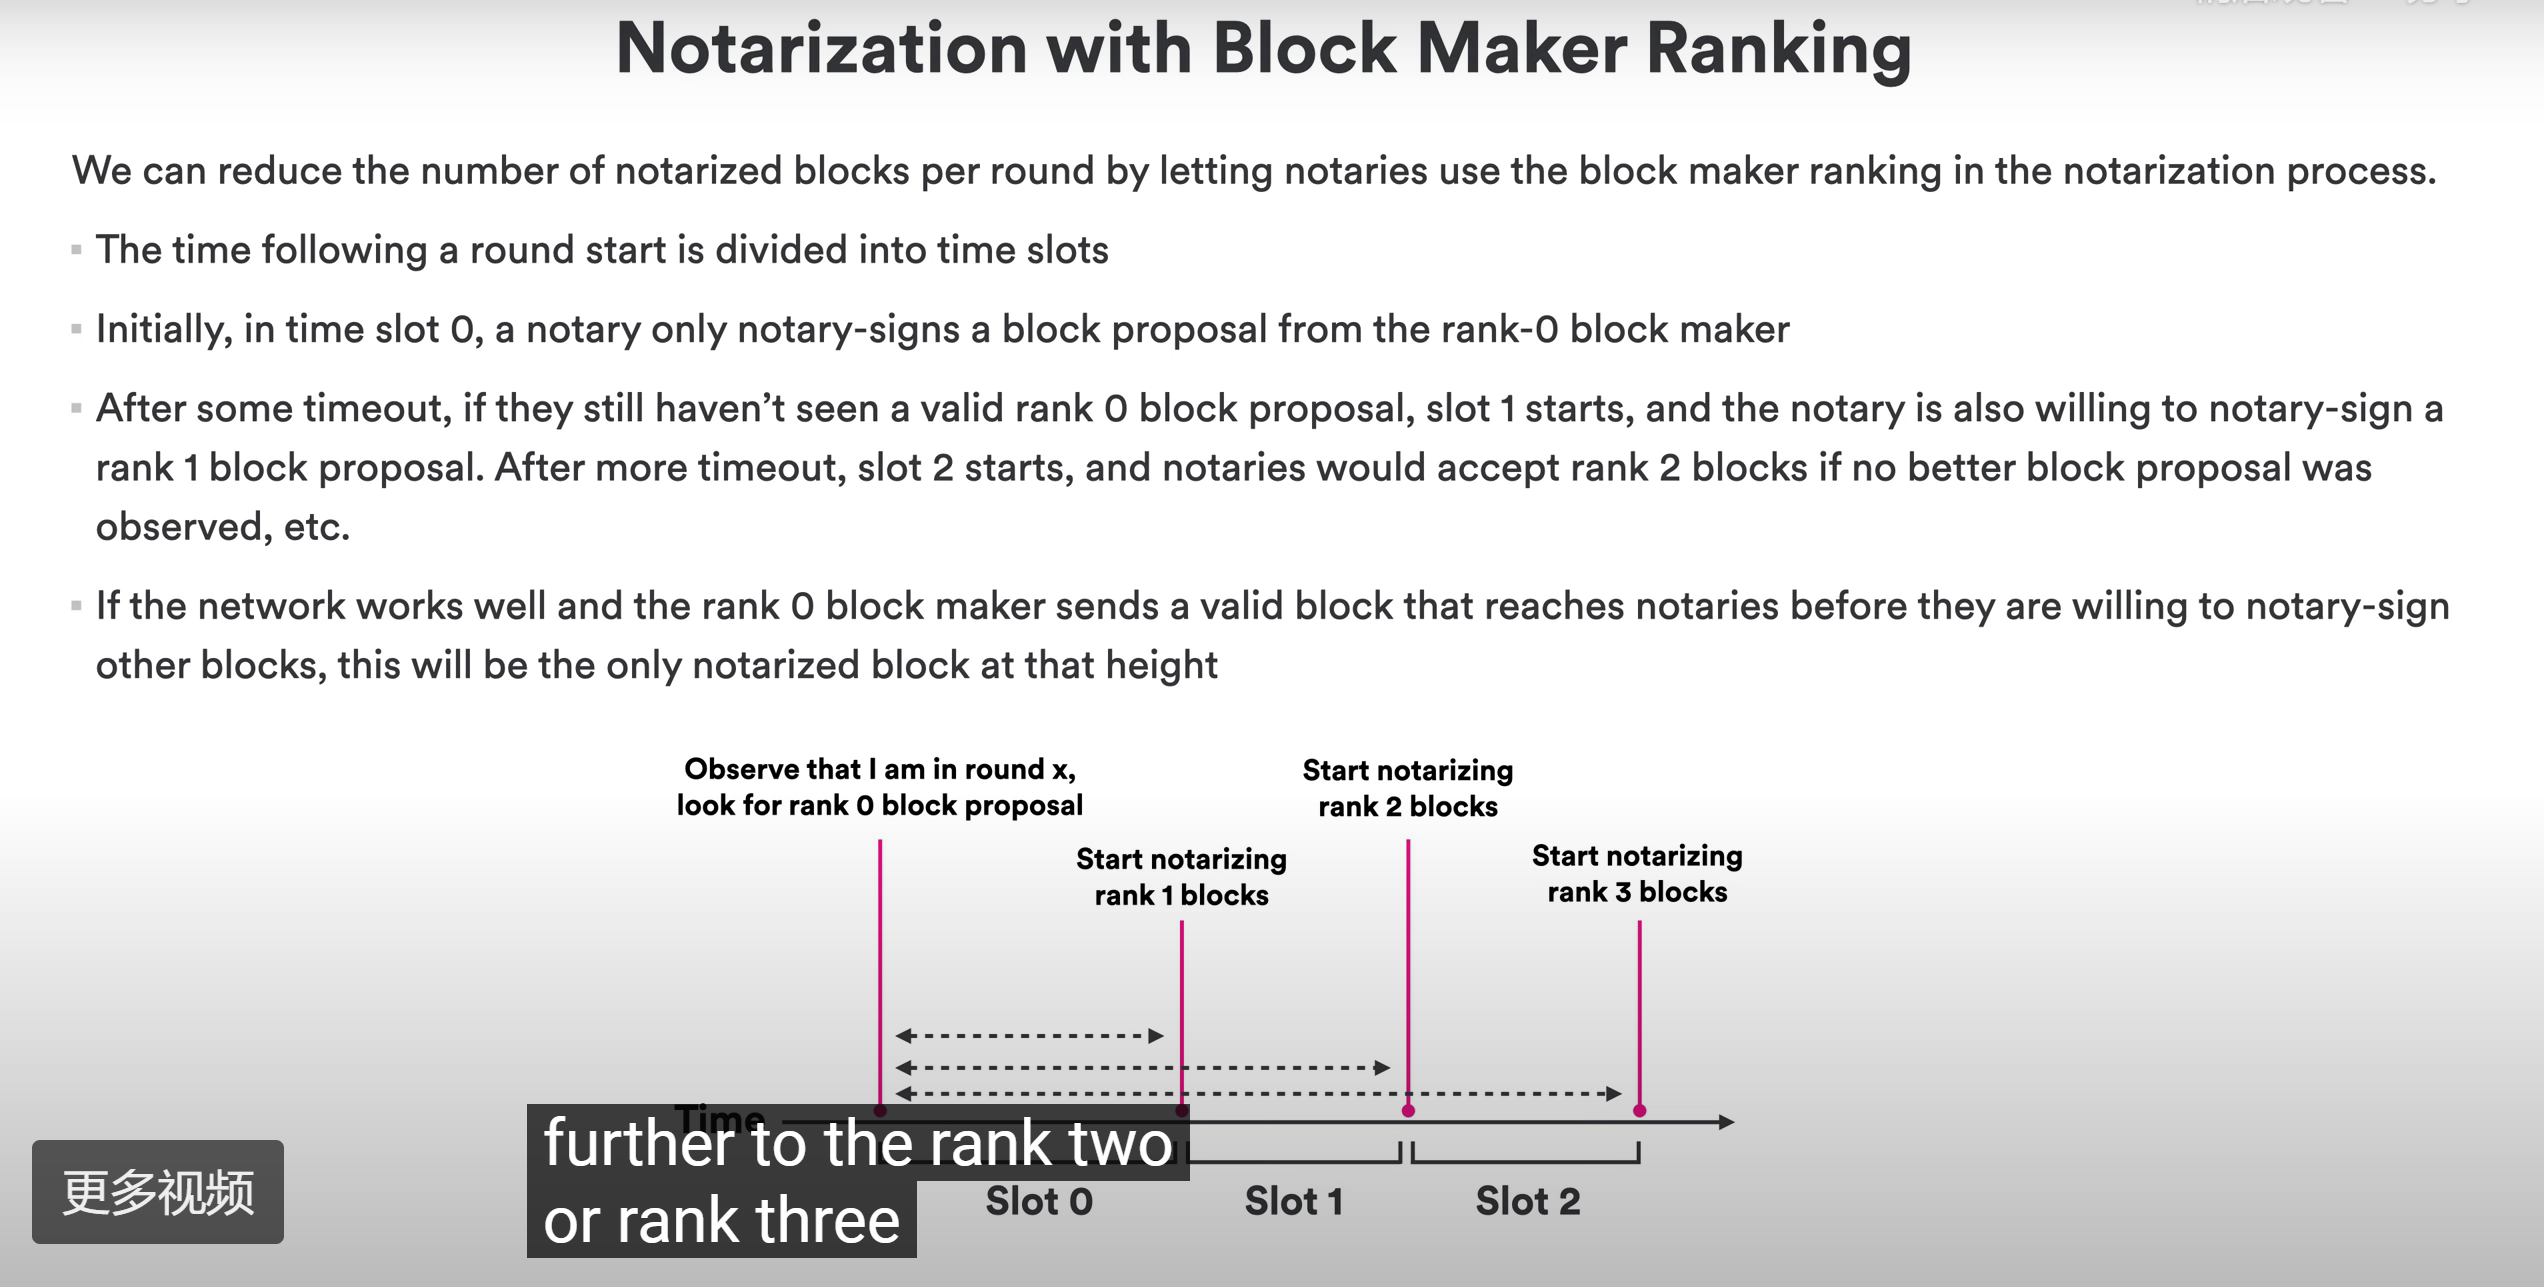 Notarization with Block Maker Ranking
We can reduce the number of notarized blocks per round by letting notaries use the block maker ranking in the notarization process.
▪ The time following a round start is divided into time slots
▪ Initially, in time slot 0, a notary only notary-signs a block proposal from the rank-0 block maker
▪ After some timeout, if they still haven't seen a valid rank 0 block proposal, slot 1 starts, and the notary is also willing to notary-sign a
rank 1 block proposal. After more timeout, slot 2 starts, and notaries would accept rank 2 blocks if no better block proposal was
observed, etc.
▪ If the network works well and the rank 0 block maker sends a valid block that reaches notaries before they are willing to notary-sign
other blocks, this will be the only notarized block at that height
Observe that I am in round x,
look for rank 0 block proposal
Start notarizing
rank 1 blocks
Start notarizing
rank 2 blocks
Start notarizing
rank 3 blocks
Time
Slot 0
Slot 1
Slot 2
further to the rank two
or rank three
更多视频